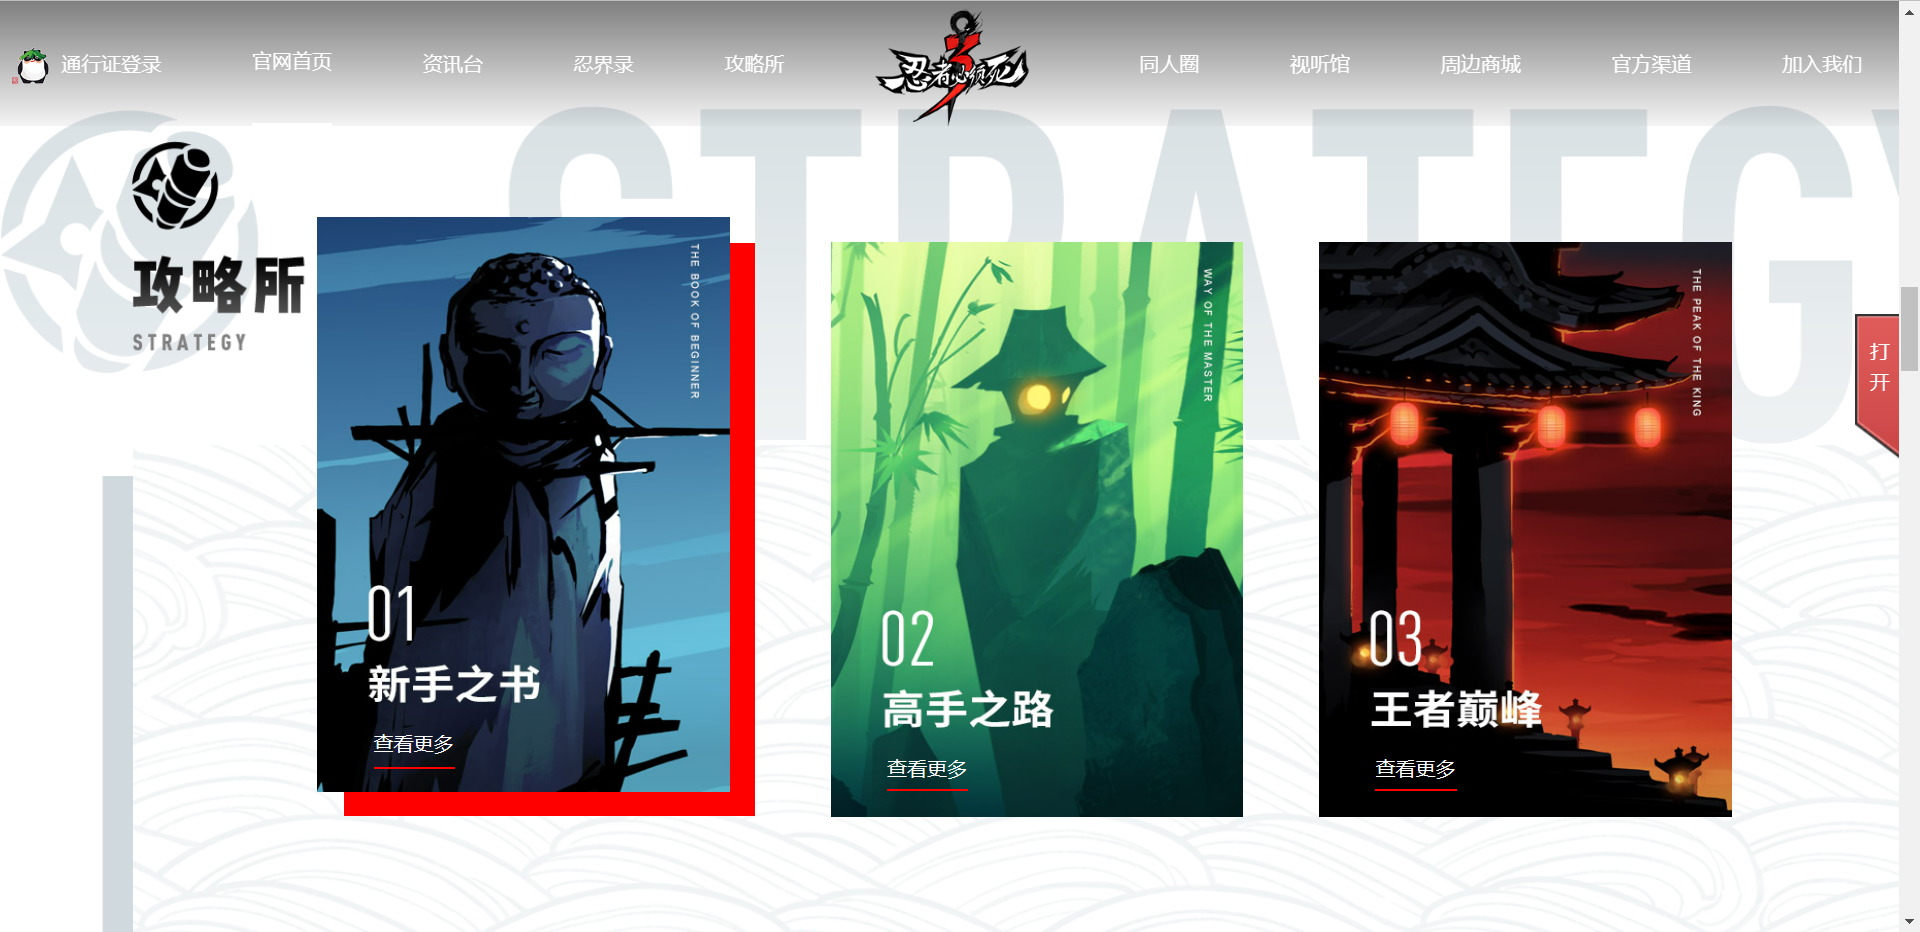 通行证登录
官网首页
资讯台
忍界录
攻略所
忍者必须死3
同人圈
视听馆
周边商城
官方渠道
加入我们
STRATEGY
攻略所
STRATEGY
THE BOOK OF BEGINNER
01
新手之书
查看更多
WAY OF THE MASTER
02
高手之路
查看更多
THE PEAK OF THE KING
03
王者巅峰
查看更多
打
开